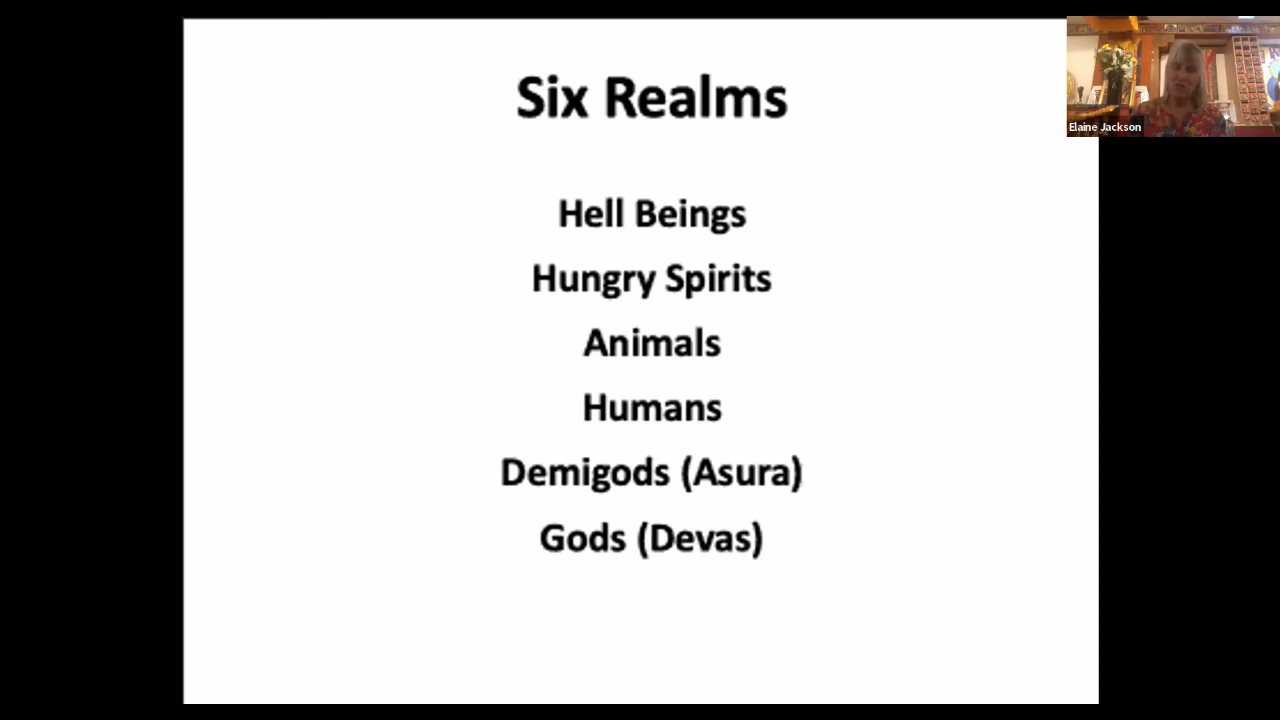 Six Realms
Elaine Jackson
Hell Beings
Hungry Spirits
Animals
Humans
Demigods (Asura)
Gods (Devas)